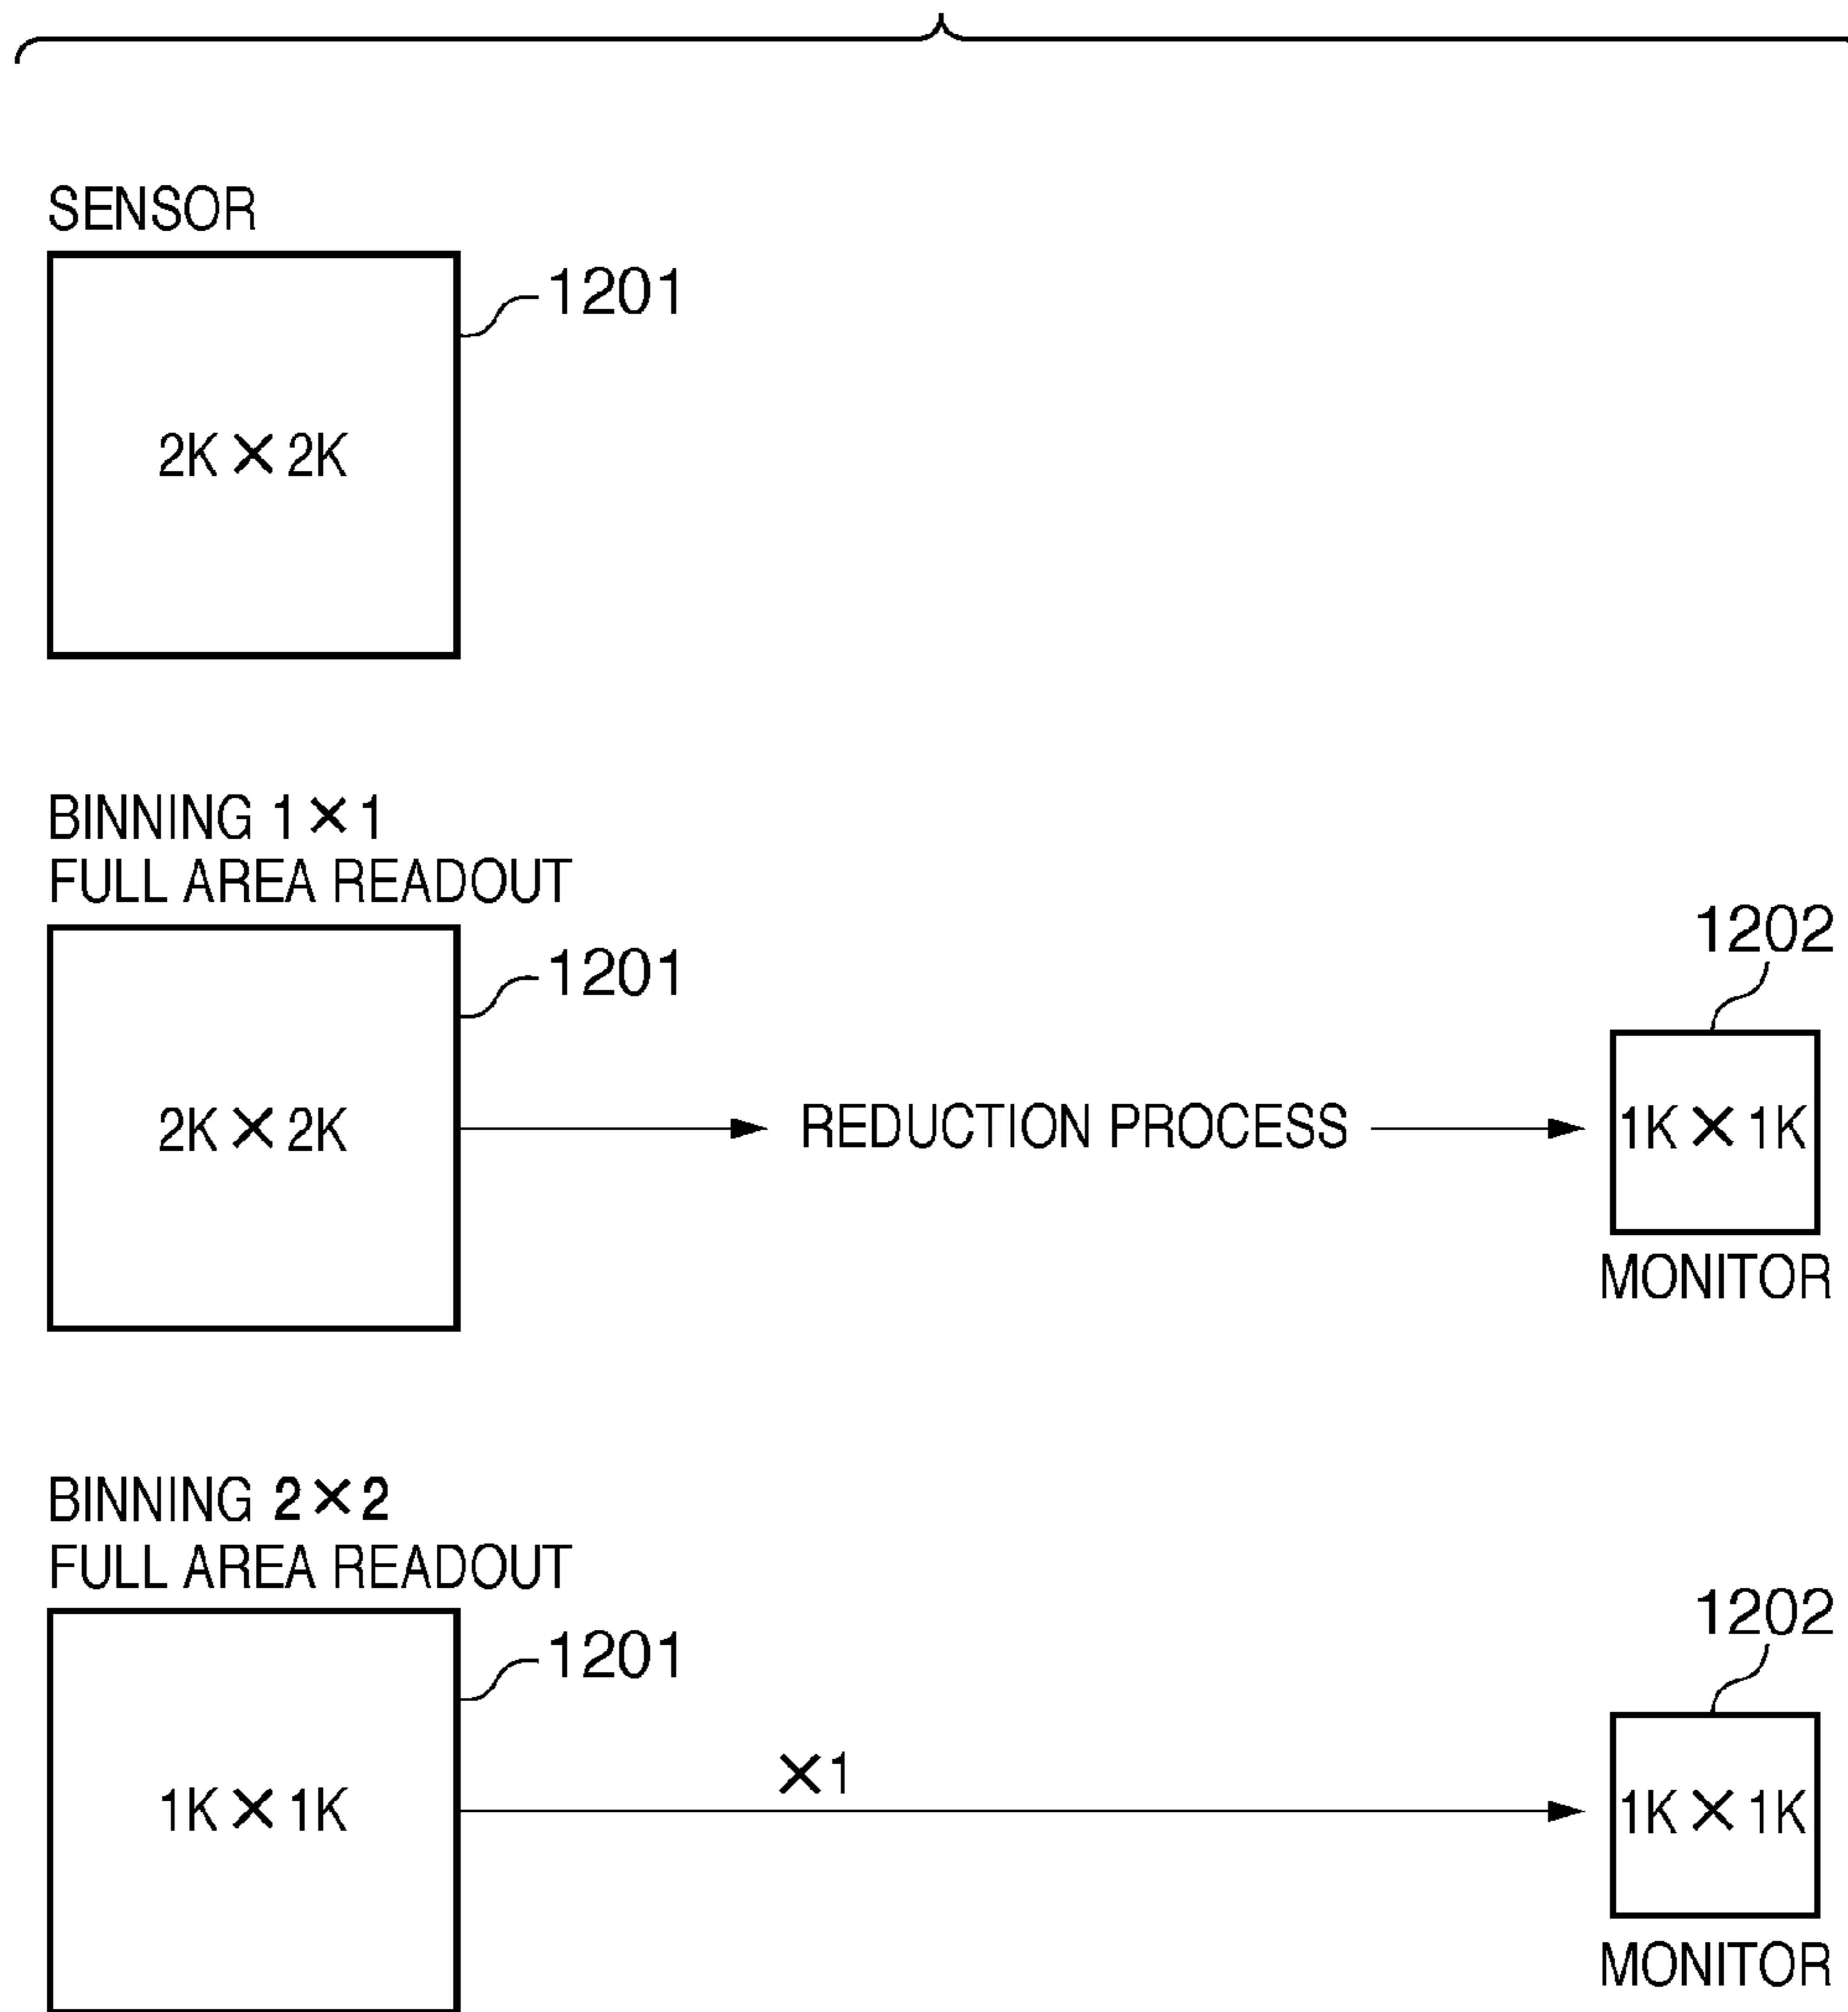 SENSOR
1201
2K×2K
BINNING 1×1
FULL AREA READOUT
1201
1202
2K×2K
REDUCTION PROCESS
1K×1K
MONITOR
BINNING 2×2
FULL AREA READOUT
1201
1202
×1
1K×1K
1K×1K
MONITOR